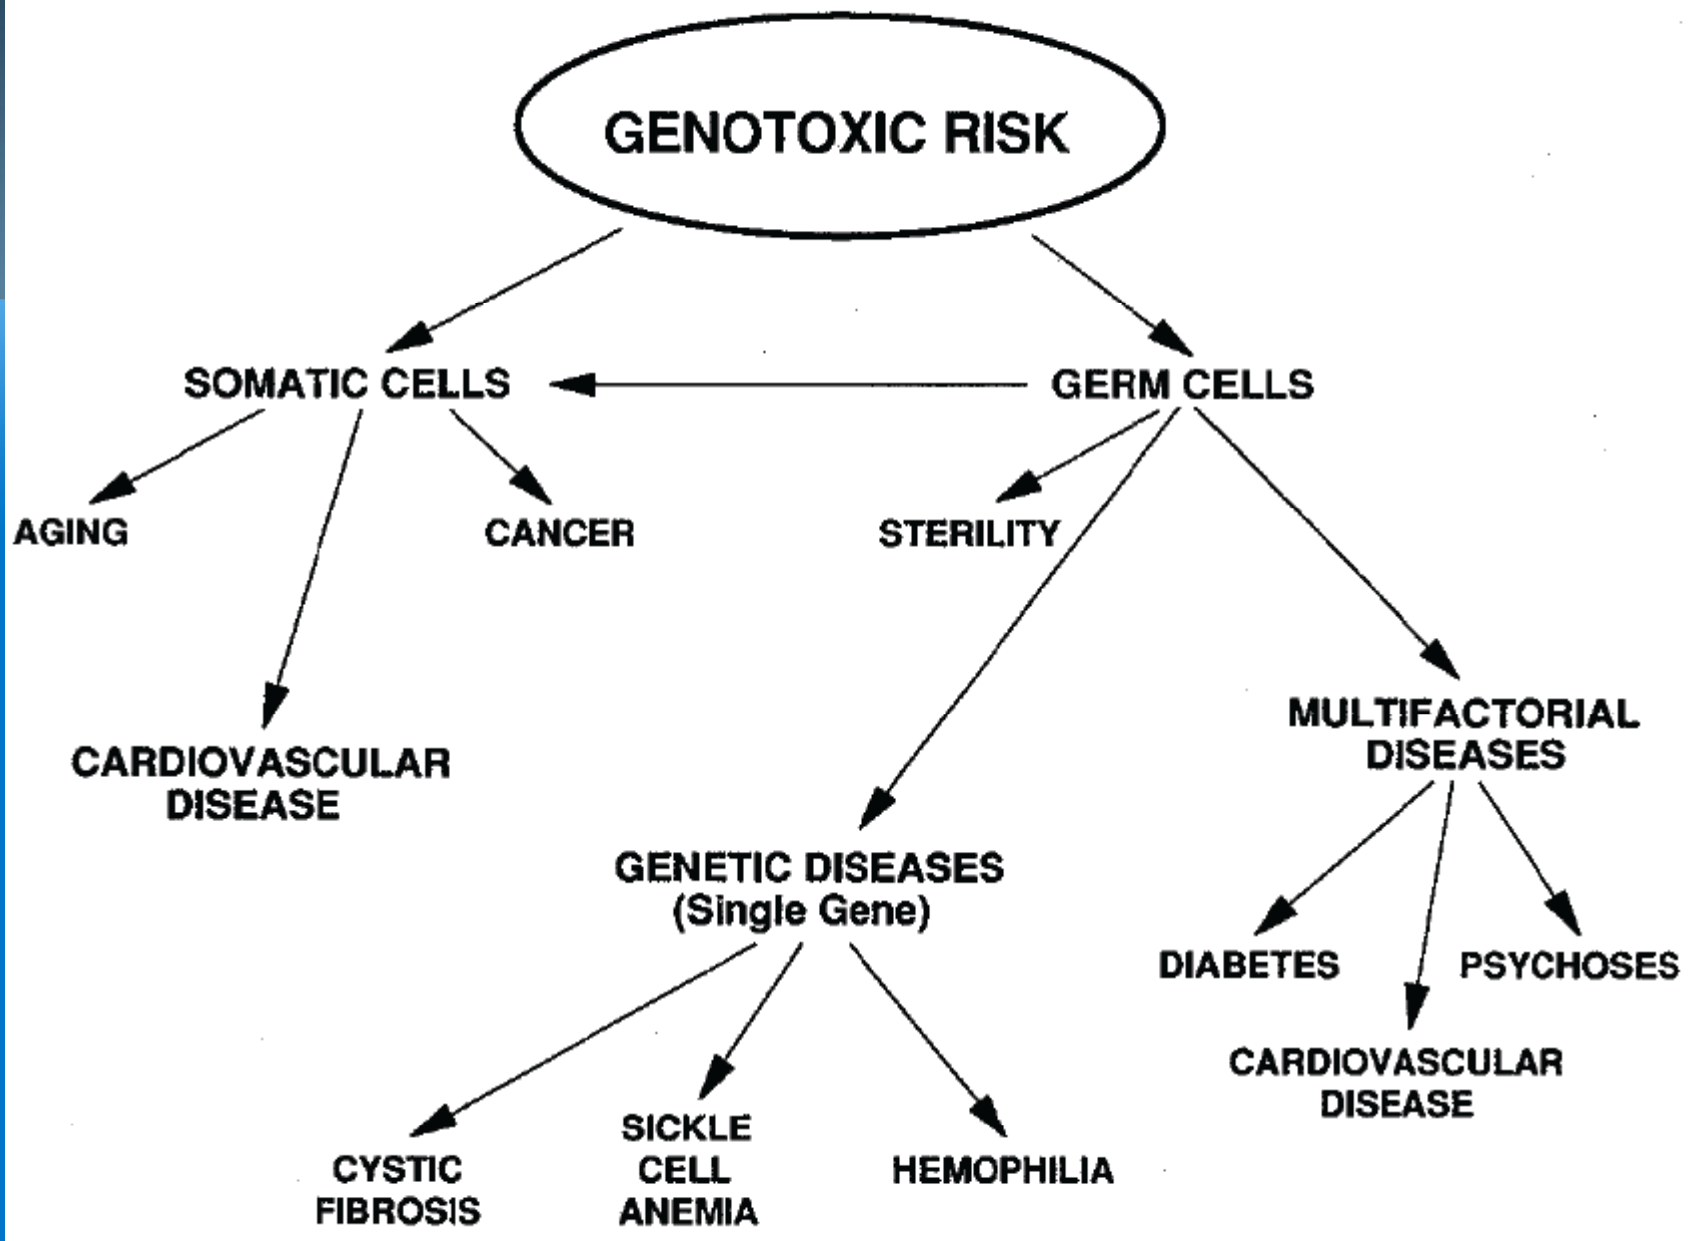 GENOTOXIC RISK
SOMATIC CELLS
GERM CELLS
AGING
CANCER
STERILITY
CARDIOVASCULAR
DISEASE
MULTIFACTORIAL
DISEASES
GENETIC DISEASES
(Single Gene)
DIABETES
PSYCHOSES
CARDIOVASCULAR
DISEASE
CYSTIC
FIBROSIS
SICKLE
CELL
ANEMIA
HEMOPHILIA